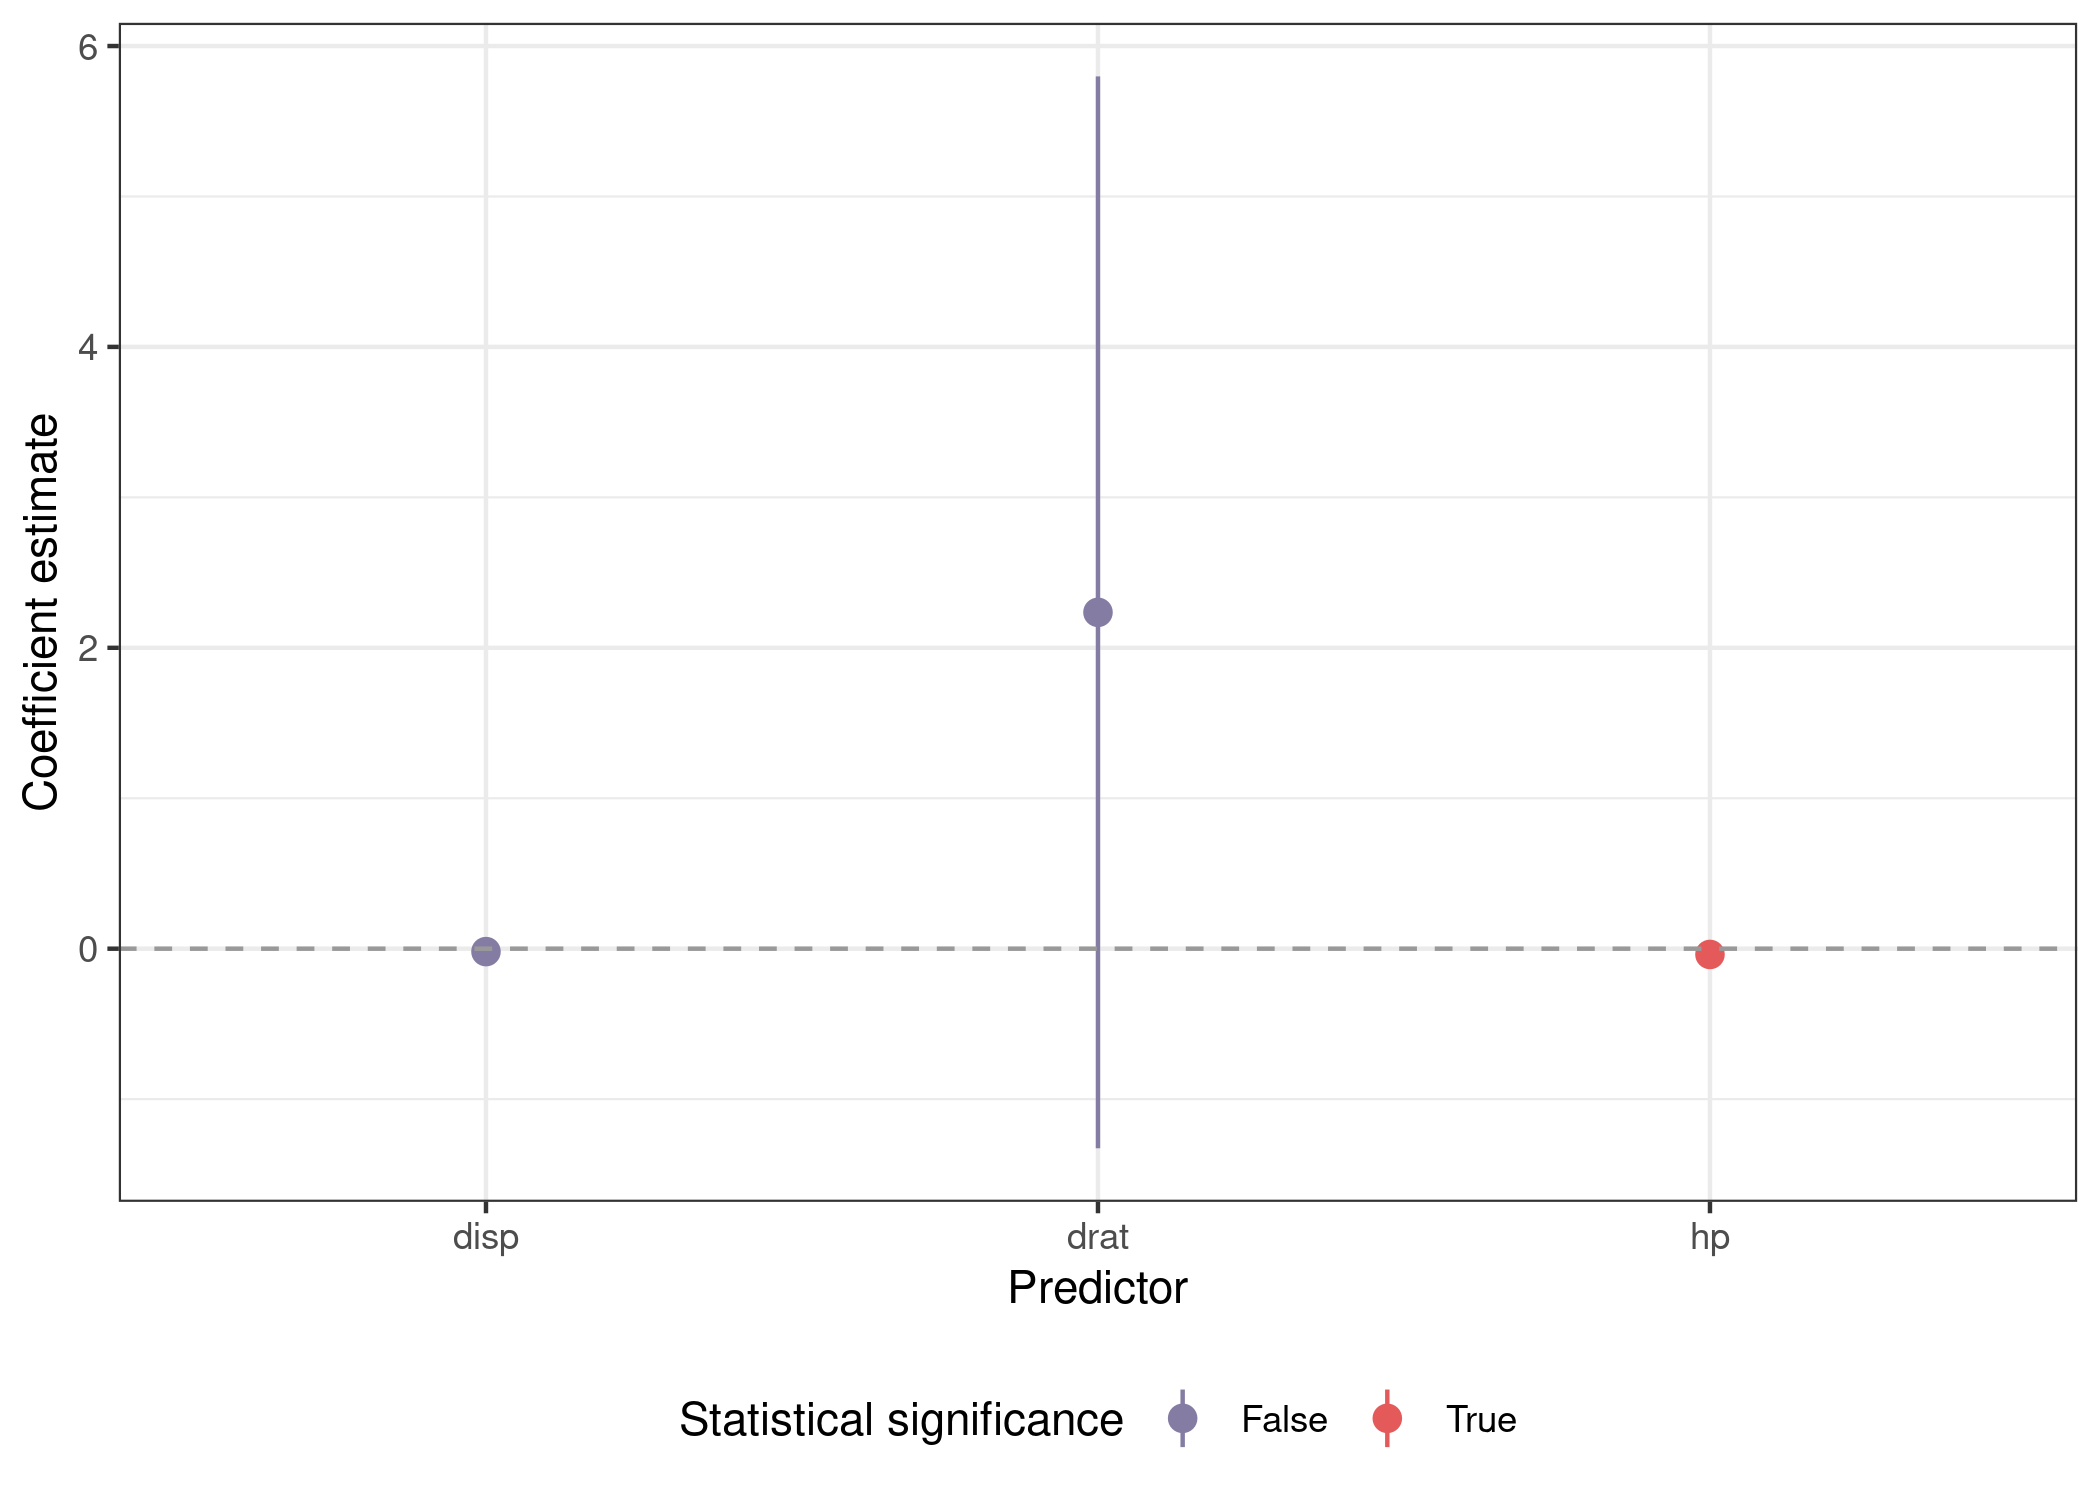 6
4
2
0
Coefficient estimate
disp drat hp
Predictor
Statistical significance False True